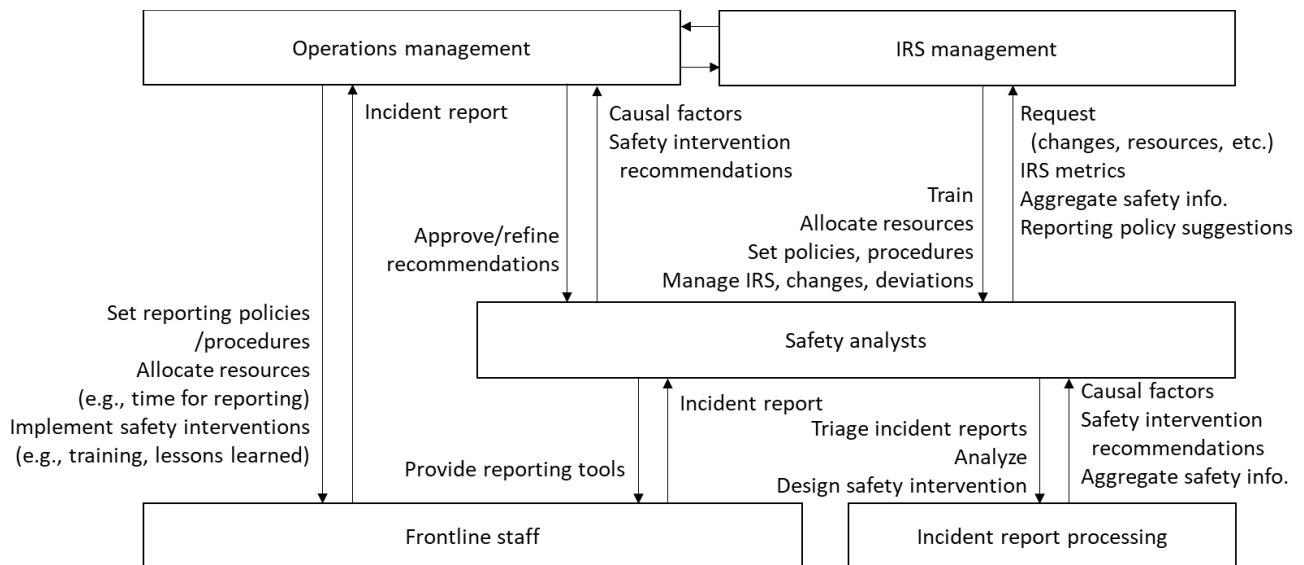 Operations management
IRS management
Incident report
Causal factors
Safety intervention
recommendations
Request
(changes, resources, etc.)
IRS metrics
Aggregate safety info.
Reporting policy suggestions
Train
Allocate resources
Set policies, procedures
Manage IRS, changes, deviations
Approve/refine
recommendations
Set reporting policies
/procedures
Allocate resources
(e.g., time for reporting)
Implement safety interventions
(e.g., training, lessons learned)
Safety analysts
Provide reporting tools
Incident report
Triage incident reports
Analyze
Design safety intervention
Causal factors
Safety intervention
recommendations
Aggregate safety info.
Frontline staff
Incident report processing